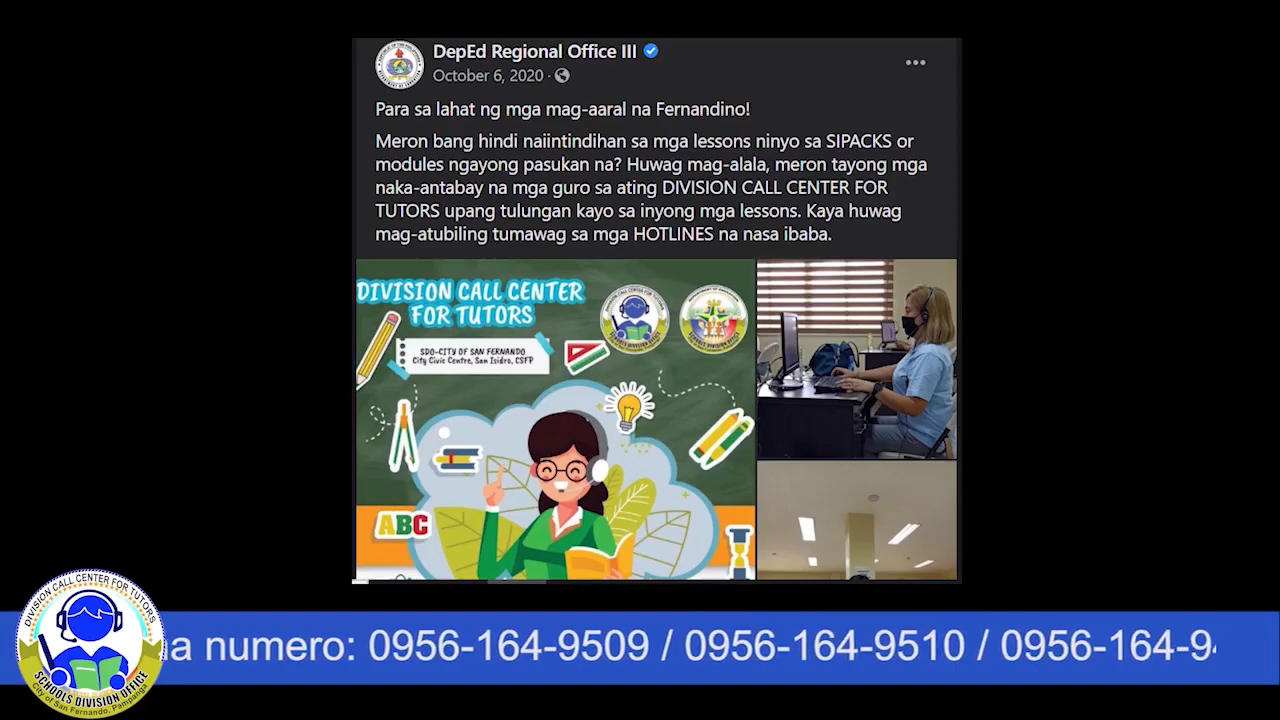 DepEd Regional Office III
October 6, 2020
Para sa lahat ng mga mag-aaral na Fernandino!
Meron bang hindi naiintindihan sa mga lessons ninyo sa SIPACKS or
modules ngayong pasukan na? Huwag mag-alala, meron tayong mga
naka-antabay na mga guro sa ating DIVISION CALL CENTER FOR
TUTORS upang tulungan kayo sa inyong mga lessons. Kaya huwag
mag-atubiling tumawag sa mga HOTLINES na nasa ibaba.
DIVISION CALL CENTER
FOR TUTORS
SDO-CITY OF SAN FERNANDO
City Civic Centre, San Isidro, CSFP
ABC
numero: 0956-164-9509 / 0956-164-9510 / 0956-164-9
DIVISION CALL CENTER FOR TUTORS
SCHOOLS DIVISION OFFICE
City of San Fernando, Pampanga